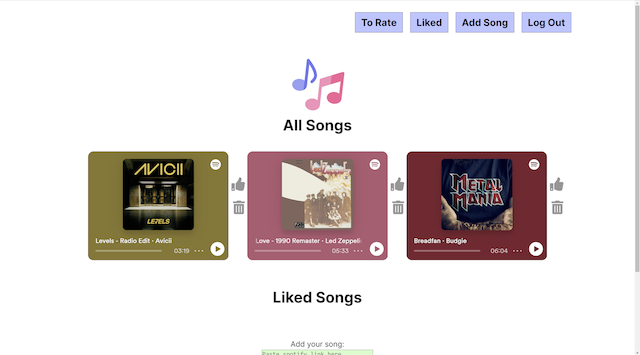 To Rate
Liked
Add Song
Log Out
All Songs
AVICII
LEVELS
Levels - Radio Edit · Avicii
03:19
Love - 1990 Remaster · Led Zeppeli
05:33
METAL
MANIA
Breadfan · Budgie
06:04
Liked Songs
Add your song:
Paste spotify link here